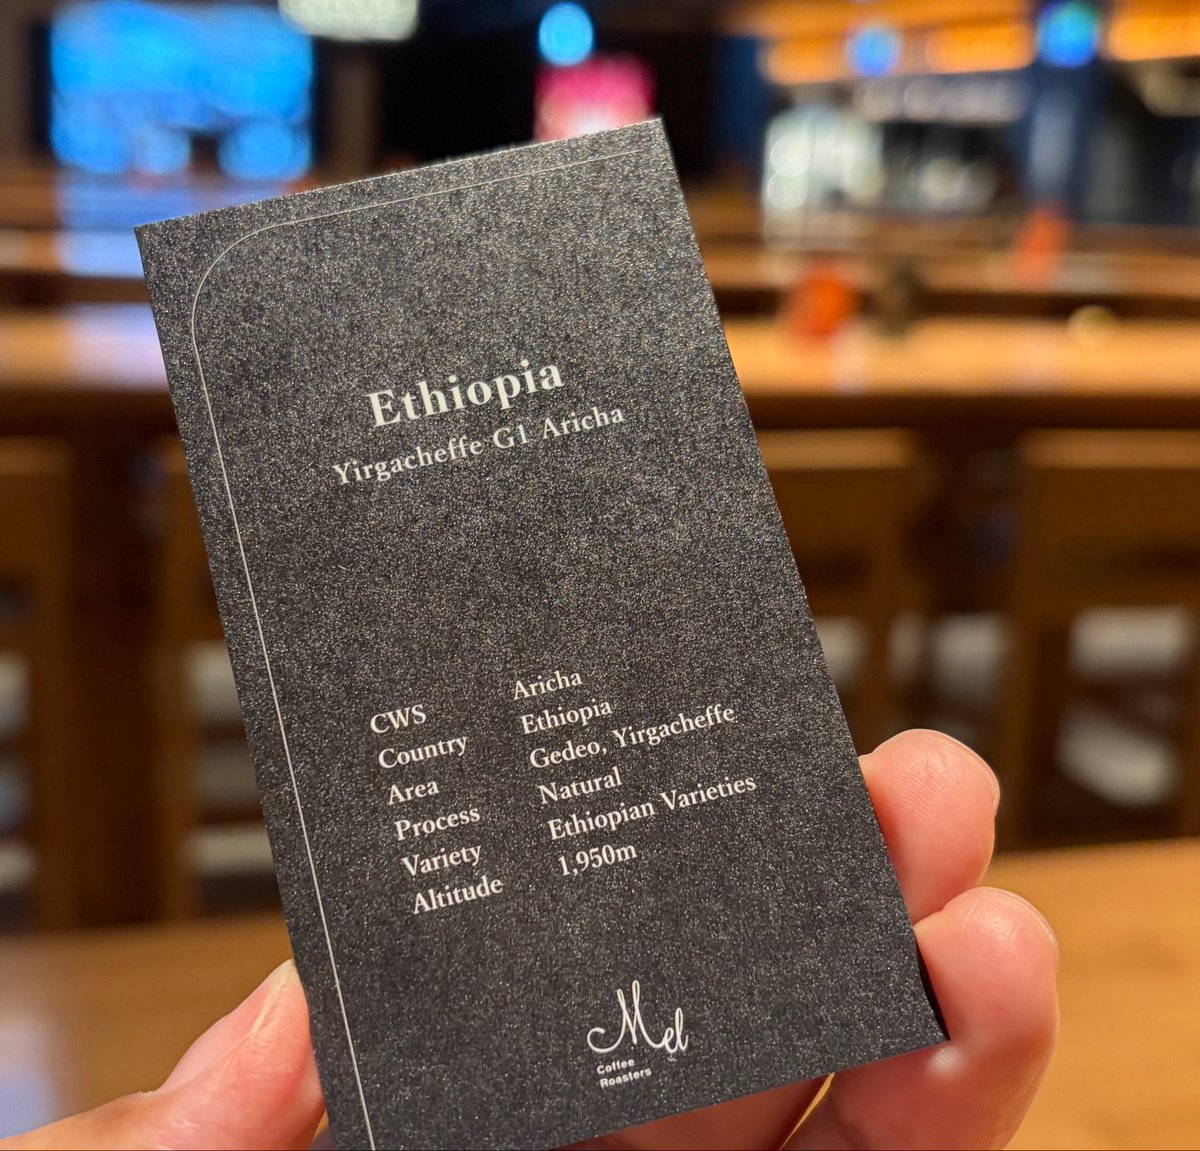 Ethiopia
Yirgacheffe G1 Aricha
CWS Aricha
Country Ethiopia
Area Gedeo, Yirgacheffe
Process Natural
Variety Ethiopian Varieties
Altitude 1,950m
Mel
Coffee
Roasters